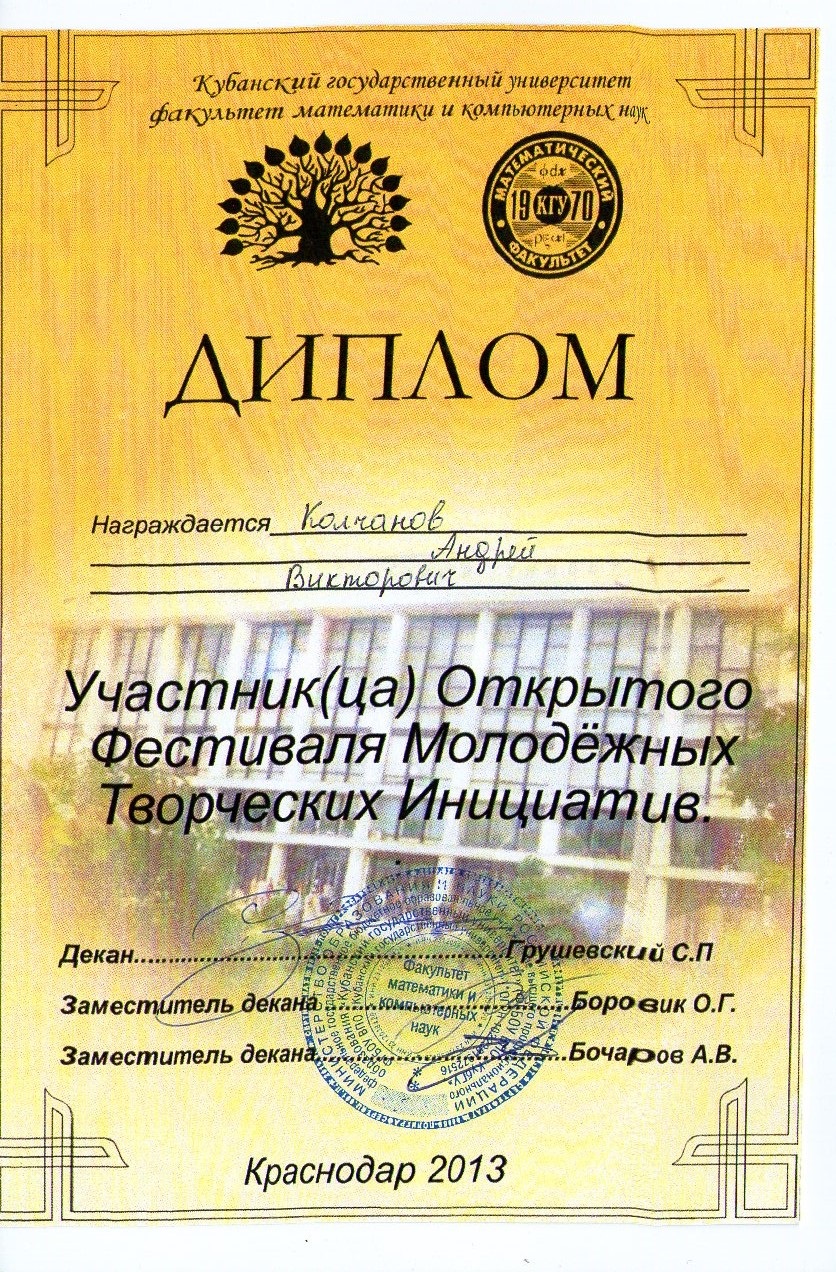 Кубанский государственный университет
факультет математики и компьютерных наук
МАТЕМАТИЧЕСКИЙ
19 КГУ 70
ФАКУЛЬТЕТ
ДИПЛОМ
Награждается Колчанов
Андрей
Викторович
Участник(ца) Открытого
Фестиваля Молодёжных
Творческих Инициатив.
Декан..................................................Грушевский С.П
Заместитель декана..................................Боровик О.Г.
Заместитель декана..................................Бочаров А.В.
Факультет
математики и
компьютерных
наук
Краснодар 2013